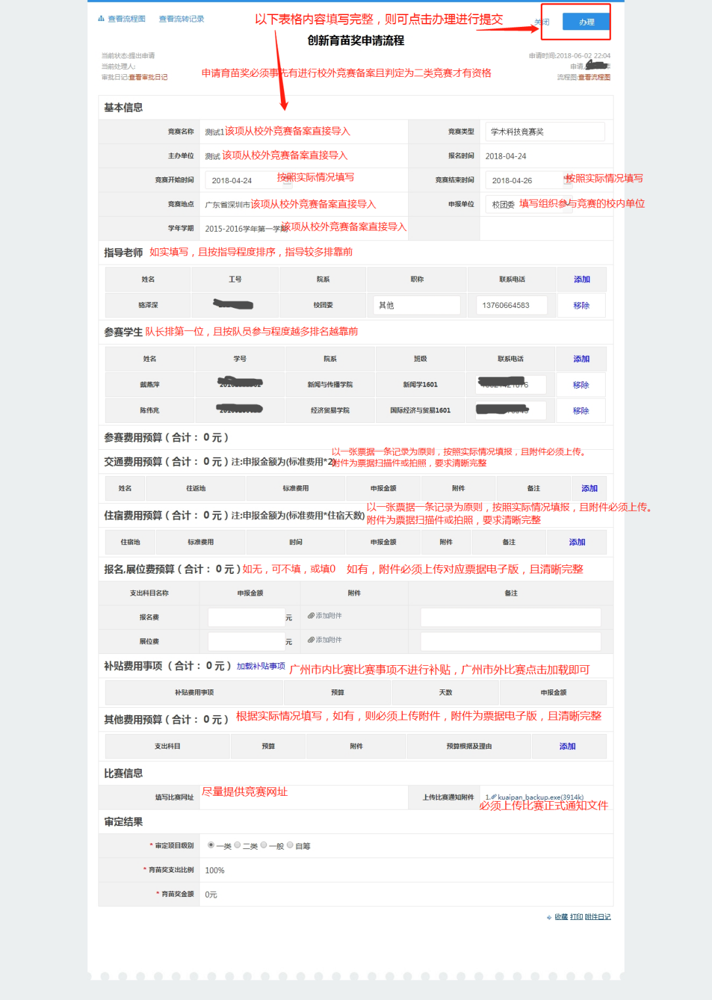 查看流程图 查看流转记录 以下表格内容填写完整，则可点击办理进行提交 关闭 办理
创新育苗奖申请流程
当前状态:提出申请 申请时间:2018-06-02 22:04
当前处理人: 申请
审批日记:查看审批日记 申请育苗奖必须事先有进行校外竞赛备案且判定为二类竞赛才有资格 流程图:查看流程图
基本信息
竞赛名称 测试1该项从校外竞赛备案直接导入 竞赛类型 学术科技竞赛奖
主办单位 测试 该项从校外竞赛备案直接导入 报名时间 2018-04-24
竞赛开始时间 2018-04-24 按照实际情况填写 竞赛结束时间 2018-04-26 按照实际情况填写
竞赛地点 广东省深圳市该项从校外竞赛备案直接导入 申报单位 校团委 填写组织参与竞赛的校内单位
学年学期 2015-2016学年第一学期 该项从校外竞赛备案直接导入
指导老师 如实填写，且按指导程度排序，指导较多排靠前
姓名 工号 院系 职称 联系电话 添加
骆泽深 校团委 其他 13760664583 移除
参赛学生 队长排第一位，且按队员参与程度越多排名越靠前
姓名 学号 院系 班级 联系电话 添加
戴燕萍 新闻与传播学院 新闻学1601 移除
陈伟兆 经济贸易学院 国际经济与贸易1601 移除
参赛费用预算（合计： 0 元）
以一张票据一条记录为原则，按照实际情况填报，且附件必须上传。
交通费用预算（合计： 0 元）注:申报金额为(标准费用*2)
附件为票据扫描件或拍照，要求清晰完整
姓名 往返地 标准费用 申报金额 附件 备注 添加
以一张票据一条记录为原则，按照实际情况填报，且附件必须上传。
住宿费用预算（合计： 0 元）注:申报金额为(标准费用*住宿天数)
附件为票据扫描件或拍照，要求清晰完整
住宿地 标准费用 时间 申报金额 附件 备注 添加
报名,展位费预算（合计： 0 元）如无，可不填，或填0 如有，附件必须上传对应票据电子版，且清晰完整
支出科目名称 申报金额 附件 备注
报名费 元 添加附件
展位费 元 添加附件
补贴费用事项 （合计： 0 元） 加载补贴事项 广州市内比赛比赛事项不进行补贴，广州市外比赛点击加载即可
补贴费用事项 预算 天数 申报金额
其他费用预算（合计： 0 元） 根据实际情况填写，如有，则必须上传附件，附件为票据电子版，且清晰完整
支出科目 预算 附件 预算根据及理由 添加
比赛信息
填写比赛网址 尽量提供竞赛网址 上传比赛通知附件 1.kuaipan_backup.exe(3914k)
必须上传比赛正式通知文件
审定结果
* 审定项目级别 一类 二类 一般 自筹
* 育苗奖支出比例 100%
* 育苗奖金额 0元
收藏 打印 附件日记